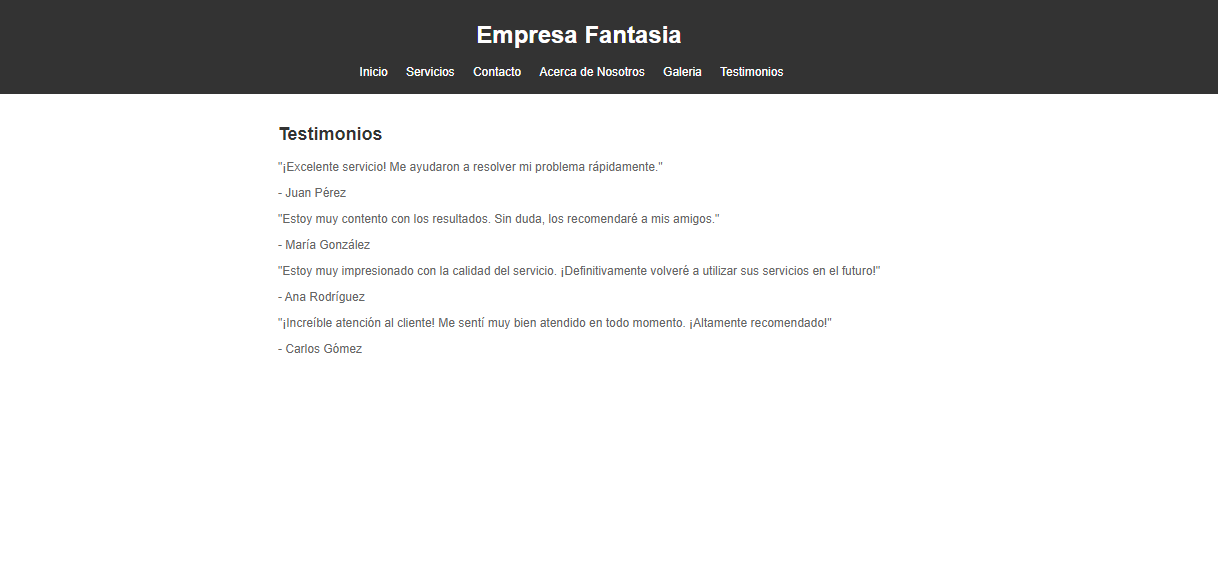 Empresa Fantasia
Inicio Servicios Contacto Acerca de Nosotros Galeria Testimonios
Testimonios
"¡Excelente servicio! Me ayudaron a resolver mi problema rápidamente."
- Juan Pérez
"Estoy muy contento con los resultados. Sin duda, los recomendaré a mis amigos."
- María González
"Estoy muy impresionado con la calidad del servicio. ¡Definitivamente volveré a utilizar sus servicios en el futuro!"
- Ana Rodríguez
"¡Increíble atención al cliente! Me sentí muy bien atendido en todo momento. ¡Altamente recomendado!"
- Carlos Gómez